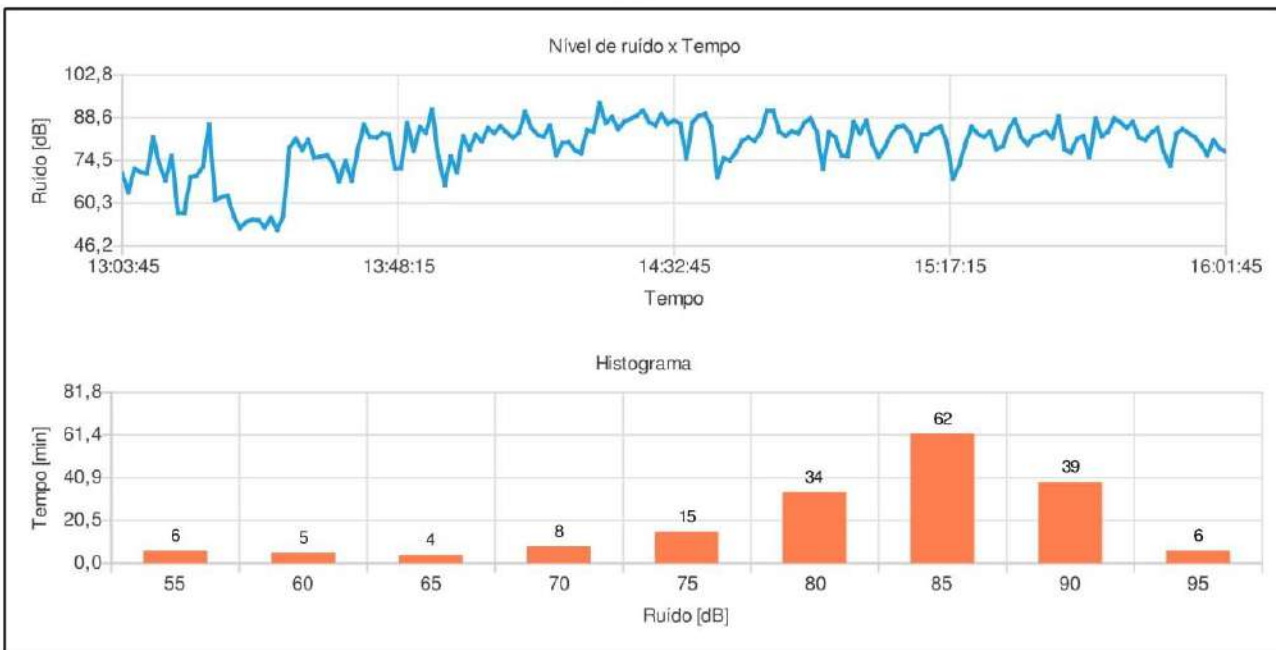 Nível de ruído x Tempo
102,8
88,6
74,5
60,3
46,2
Ruído [dB]
13:03:45 13:48:15 14:32:45 15:17:15 16:01:45
Tempo
Histograma
81,8
61,4
40,9
20,5
0,0
Tempo [min]
6 5 4 8 15 34 62 39 6
55 60 65 70 75 80 85 90 95
Ruído [dB]